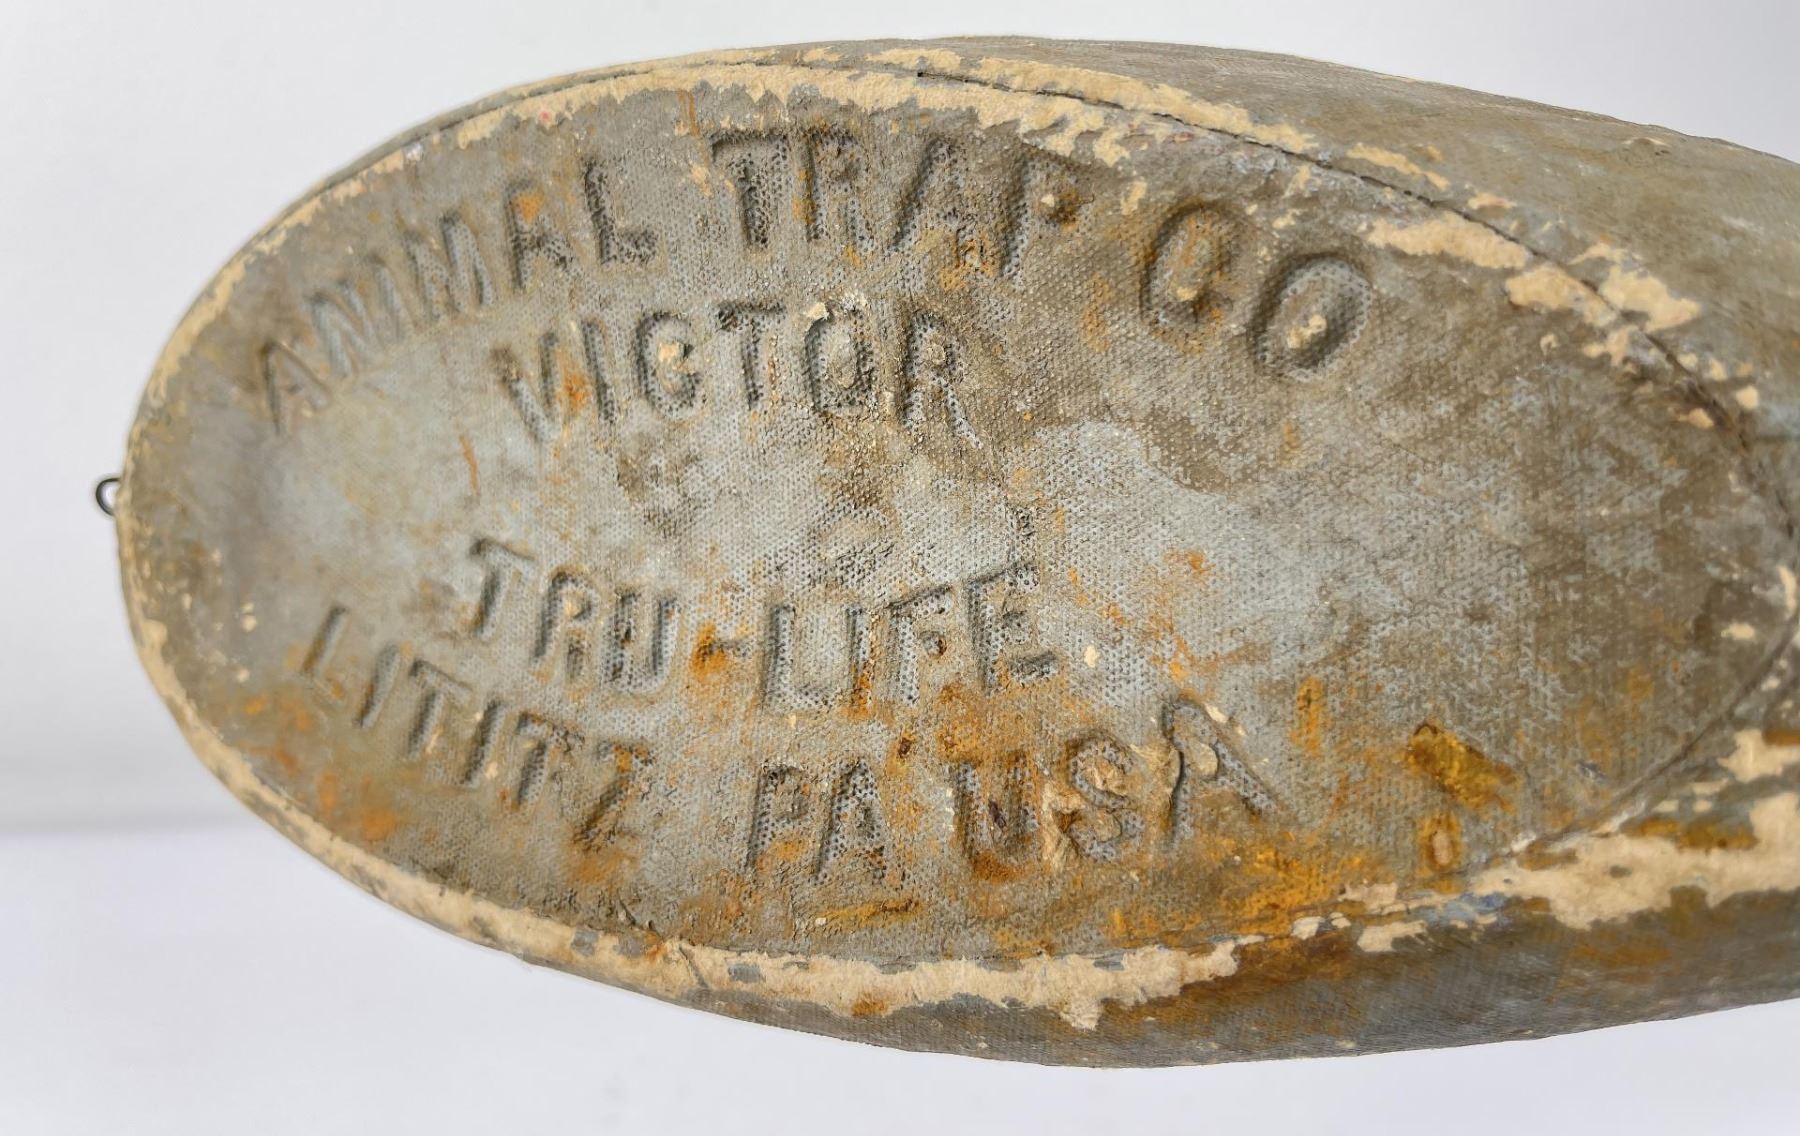 ANIMAL TRAP CO
VICTOR
TRU-LIFE
LITITZ PA USA